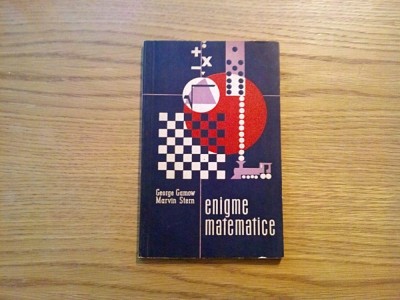 George Gamow
Marvin Stern
enigme
matematice